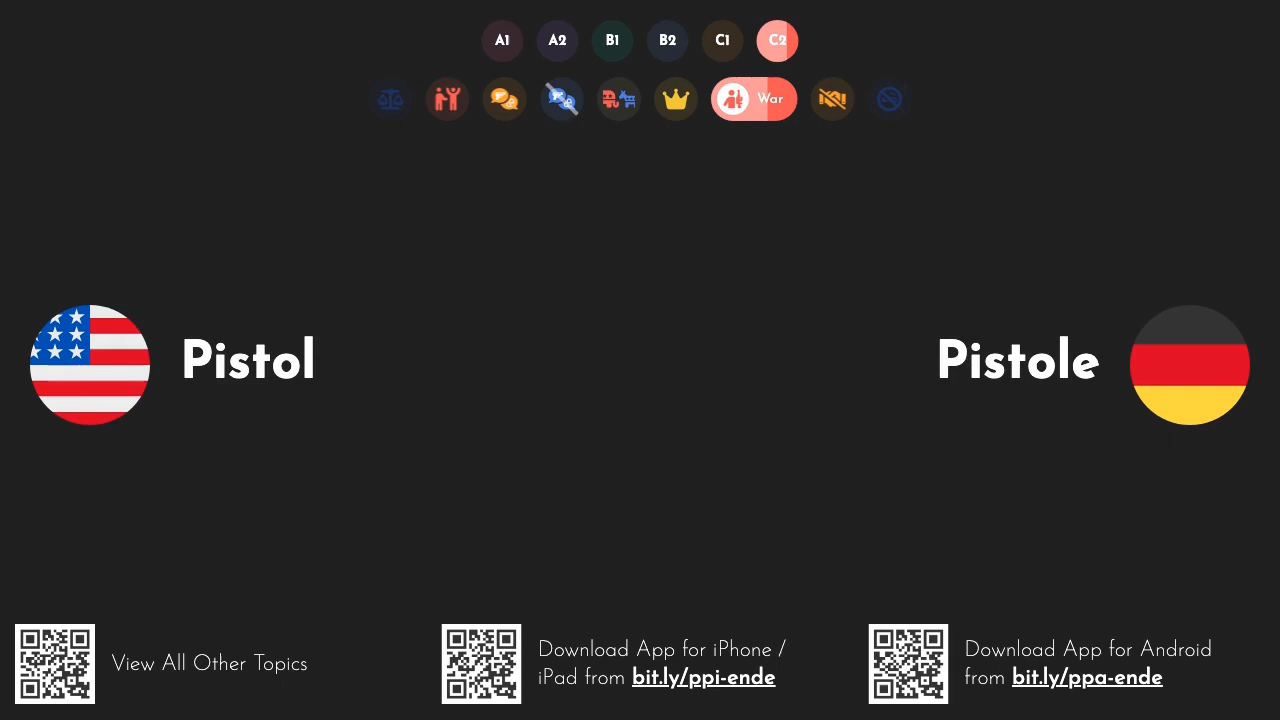 A1 A2 B1 B2 C1 C2
War
Pistol
Pistole
View All Other Topics
Download App for iPhone /
iPad from bit.ly/ppi-ende
Download App for Android
from bit.ly/ppa-ende